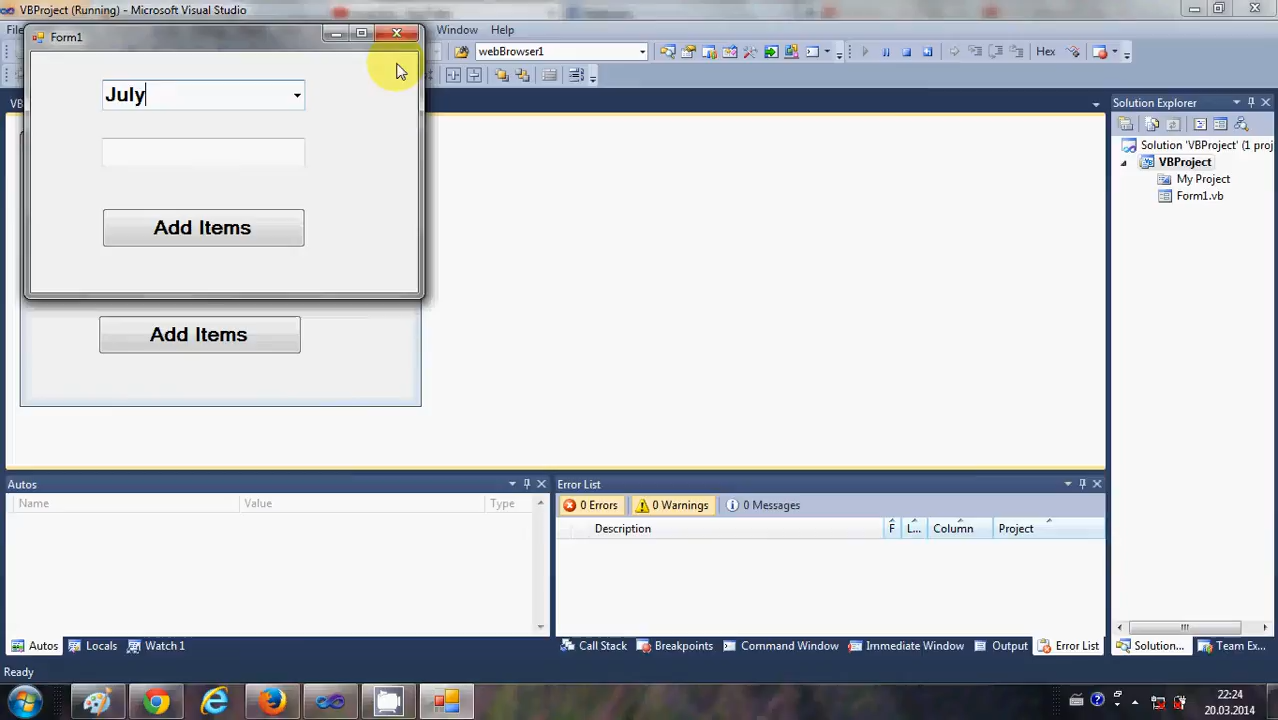 VBProject (Running) - Microsoft Visual Studio
Form1
Window
Help
webBrowser1
Hex
July
Add Items
Add Items
Solution Explorer
Solution 'VBProject' (1 proj
VBProject
My Project
Form1.vb
Autos
Name
Value
Type
Error List
0 Errors
0 Warnings
0 Messages
Description
F
L...
Column
Project
Autos
Locals
Watch 1
Call Stack
Breakpoints
Command Window
Immediate Window
Output
Error List
Solution...
Team Ex...
Ready
22:24
20.03.2014